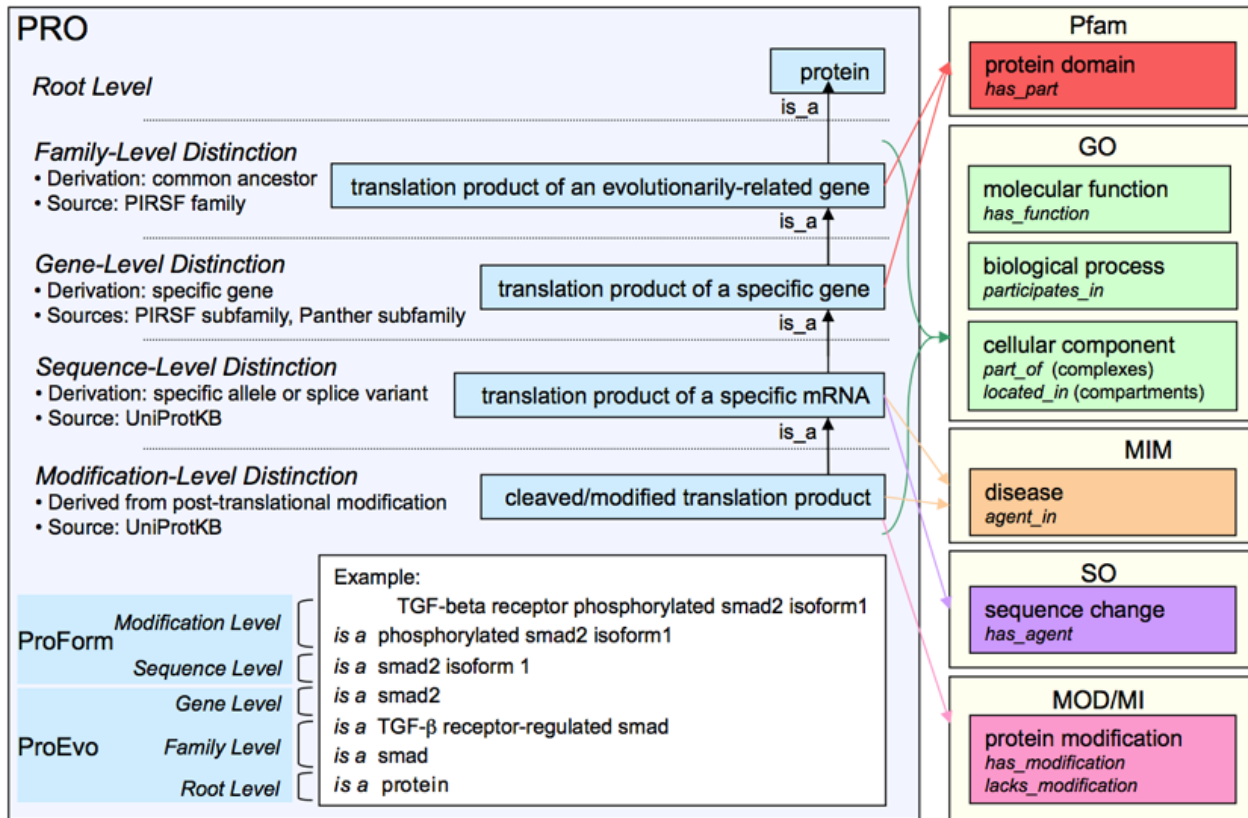 PRO
Root Level
protein
is_a
Family-Level Distinction
• Derivation: common ancestor
• Source: PIRSF family
translation product of an evolutionarily-related gene
is_a
Gene-Level Distinction
• Derivation: specific gene
• Sources: PIRSF subfamily, Panther subfamily
translation product of a specific gene
is_a
Sequence-Level Distinction
• Derivation: specific allele or splice variant
• Source: UniProtKB
translation product of a specific mRNA
is_a
Modification-Level Distinction
• Derived from post-translational modification
• Source: UniProtKB
cleaved/modified translation product
ProForm
Modification Level
Sequence Level
ProEvo
Gene Level
Family Level
Root Level
Example:
TGF-beta receptor phosphorylated smad2 isoform1
is a phosphorylated smad2 isoform1
is a smad2 isoform 1
is a smad2
is a TGF-β receptor-regulated smad
is a smad
is a protein
Pfam
protein domain
has_part
GO
molecular function
has_function
biological process
participates_in
cellular component
part_of (complexes)
located_in (compartments)
MIM
disease
agent_in
SO
sequence change
has_agent
MOD/MI
protein modification
has_modification
lacks_modification